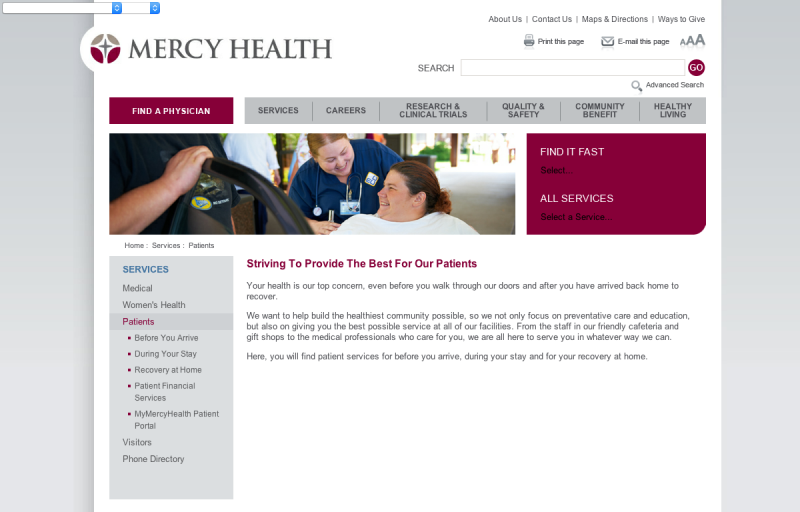 About Us | Contact Us | Maps & Directions | Ways to Give
MERCY HEALTH
Print this page
E-mail this page
AAA
SEARCH
GO
Advanced Search
FIND A PHYSICIAN
SERVICES
CAREERS
RESEARCH &
CLINICAL TRIALS
QUALITY &
SAFETY
COMMUNITY
BENEFIT
HEALTHY
LIVING
FIND IT FAST
Select...
ALL SERVICES
Select a Service...
Home : Services : Patients
SERVICES
Medical
Women's Health
Patients
Before You Arrive
During Your Stay
Recovery at Home
Patient Financial
Services
MyMercyHealth Patient
Portal
Visitors
Phone Directory
Striving To Provide The Best For Our Patients
Your health is our top concern, even before you walk through our doors and after you have arrived back home to
recover.
We want to help build the healthiest community possible, so we not only focus on preventative care and education,
but also on giving you the best possible service at all of our facilities. From the staff in our friendly cafeteria and
gift shops to the medical professionals who care for you, we are all here to serve you in whatever way we can.
Here, you will find patient services for before you arrive, during your stay and for your recovery at home.